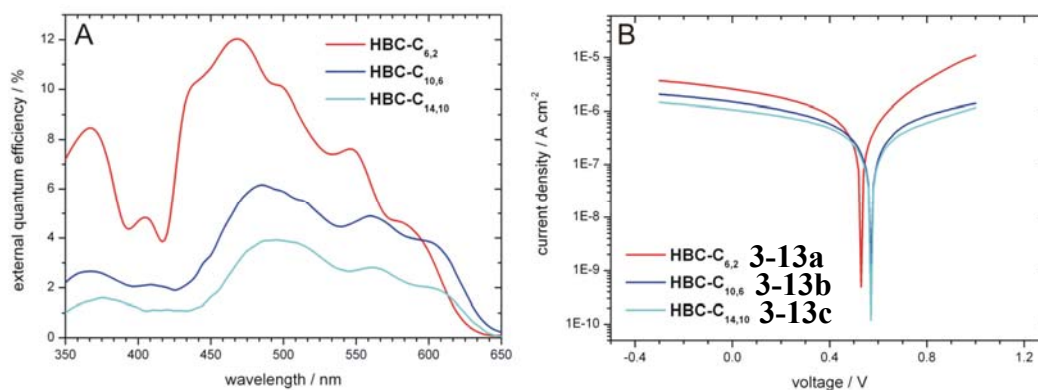 A
HBC-C6,2
HBC-C10,6
HBC-C14,10
external quantum efficiency / %
12
10
8
6
4
2
0
350 400 450 500 550 600 650
wavelength / nm
B
current density / A cm-2
1E-5
1E-6
1E-7
1E-8
1E-9
1E-10
HBC-C6,2 3-13a
HBC-C10,6 3-13b
HBC-C14,10 3-13c
-0.4 0.0 0.4 0.8 1.2
voltage / V